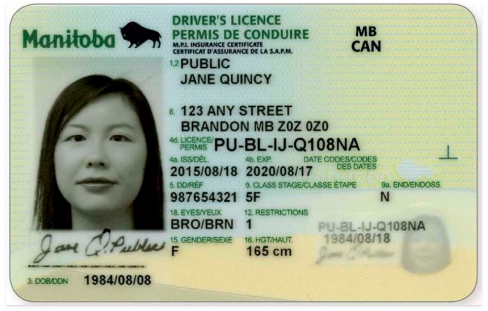 Manitoba
DRIVER'S LICENCE
PERMIS DE CONDUIRE
M.P.I. INSURANCE CERTIFICATE
CERTIFICAT D'ASSURANCE DE LA S.A.P.M.
MB
CAN
1,2 PUBLIC
JANE QUINCY
8. 123 ANY STREET
BRANDON MB Z0Z 0Z0
4d. LICENCE/PERMIS PU-BL-IJ-Q108NA
4a. ISS/DÉL. 4b. EXP. DATE CODES/CODES DES DATES
2015/08/18 2020/08/17
5. DD/RÉF 9. CLASS STAGE/CLASSE ÉTAPE 9a. END/ENDOSS.
987654321 5F N
18. EYES/YEUX 12. RESTRICTIONS
BRO/BRN 1
15. GENDER/SEXE 16. HGT/HAUT.
F 165 cm
PU-BL-IJ-Q108NA
1984/08/18
Jane Q. Public
Jane Q. Public
3. DOB/DDN 1984/08/08